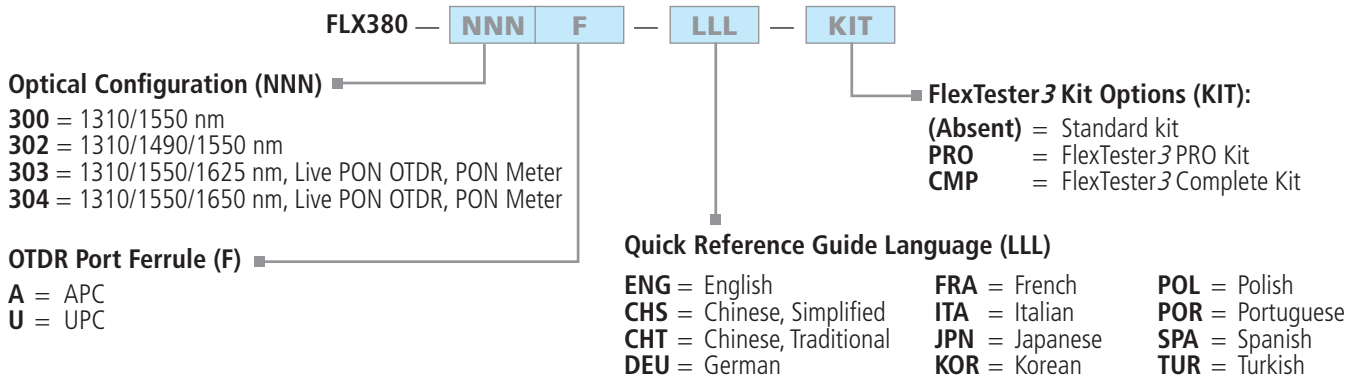 FLX380 — NNN F — LLL — KIT
Optical Configuration (NNN)
300 = 1310/1550 nm
302 = 1310/1490/1550 nm
303 = 1310/1550/1625 nm, Live PON OTDR, PON Meter
304 = 1310/1550/1650 nm, Live PON OTDR, PON Meter
OTDR Port Ferrule (F)
A = APC
U = UPC
FlexTester3 Kit Options (KIT):
(Absent) = Standard kit
PRO = FlexTester3 PRO Kit
CMP = FlexTester3 Complete Kit
Quick Reference Guide Language (LLL)
ENG = English
CHS = Chinese, Simplified
CHT = Chinese, Traditional
DEU = German
FRA = French
ITA = Italian
JPN = Japanese
KOR = Korean
POL = Polish
POR = Portuguese
SPA = Spanish
TUR = Turkish